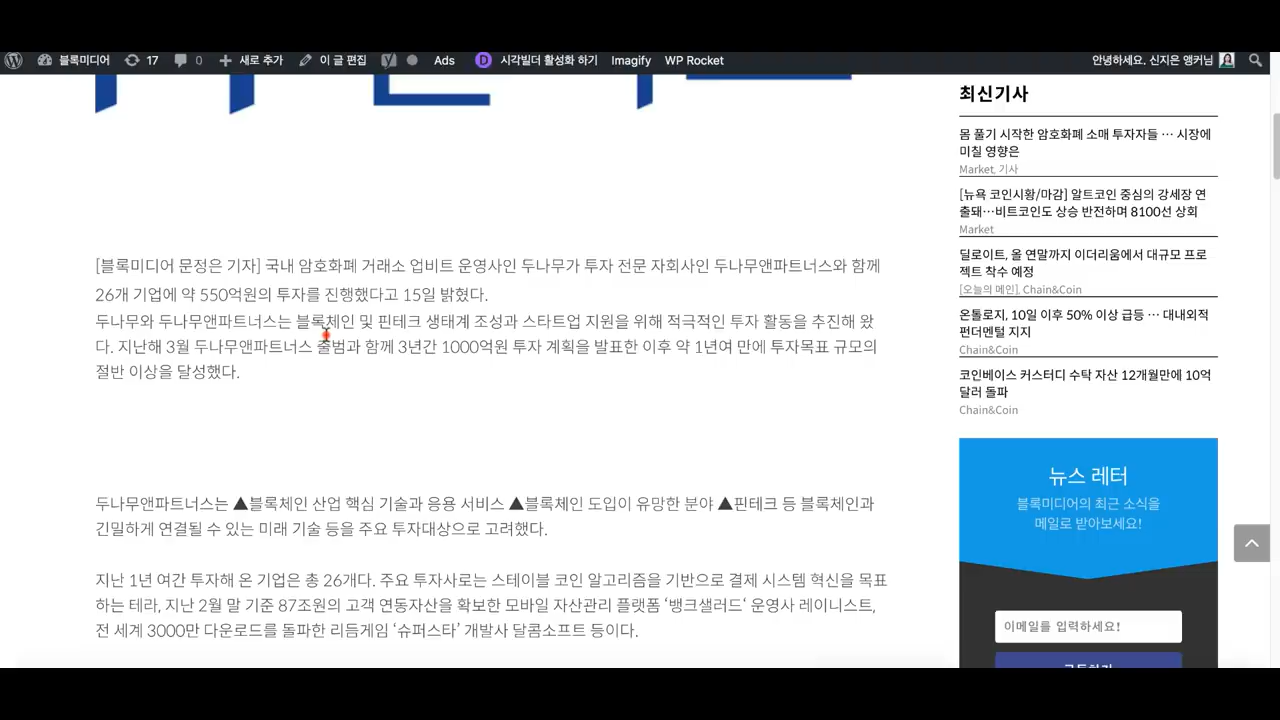 블록미디어 17 0 새로 추가 이 글 편집 Ads 시각빌더 활성화 하기 Imagify WP Rocket 안녕하세요. 신지은 앵커님
[블록미디어 문정은 기자] 국내 암호화폐 거래소 업비트 운영사인 두나무가 투자 전문 자회사인 두나무앤파트너스와 함께
26개 기업에 약 550억원의 투자를 진행했다고 15일 밝혔다.
두나무와 두나무앤파트너스는 블록체인 및 핀테크 생태계 조성과 스타트업 지원을 위해 적극적인 투자 활동을 추진해 왔
다. 지난해 3월 두나무앤파트너스 출범과 함께 3년간 1000억원 투자 계획을 발표한 이후 약 1년여 만에 투자목표 규모의
절반 이상을 달성했다.
두나무앤파트너스는 ▲블록체인 산업 핵심 기술과 응용 서비스 ▲블록체인 도입이 유망한 분야 ▲핀테크 등 블록체인과
긴밀하게 연결될 수 있는 미래 기술 등을 주요 투자대상으로 고려했다.
지난 1년 여간 투자해 온 기업은 총 26개다. 주요 투자사로는 스테이블 코인 알고리즘을 기반으로 결제 시스템 혁신을 목표
하는 테라, 지난 2월 말 기준 87조원의 고객 연동자산을 확보한 모바일 자산관리 플랫폼 ‘뱅크샐러드‘ 운영사 레이니스트,
전 세계 3000만 다운로드를 돌파한 리듬게임 ‘슈퍼스타’ 개발사 달콤소프트 등이다.
최신기사
몸 풀기 시작한 암호화폐 소매 투자자들 … 시장에
미칠 영향은
Market, 기사
[뉴욕 코인시황/마감] 알트코인 중심의 강세장 연
출돼…비트코인도 상승 반전하며 8100선 상회
Market
딜로이트, 올 연말까지 이더리움에서 대규모 프로
젝트 착수 예정
[오늘의 메인], Chain&Coin
온톨로지, 10일 이후 50% 이상 급등 … 대내외적
펀더멘털 지지
Chain&Coin
코인베이스 커스터디 수탁 자산 12개월만에 10억
달러 돌파
Chain&Coin
뉴스 레터
블록미디어의 최근 소식을
메일로 받아보세요!
이메일을 입력하세요!